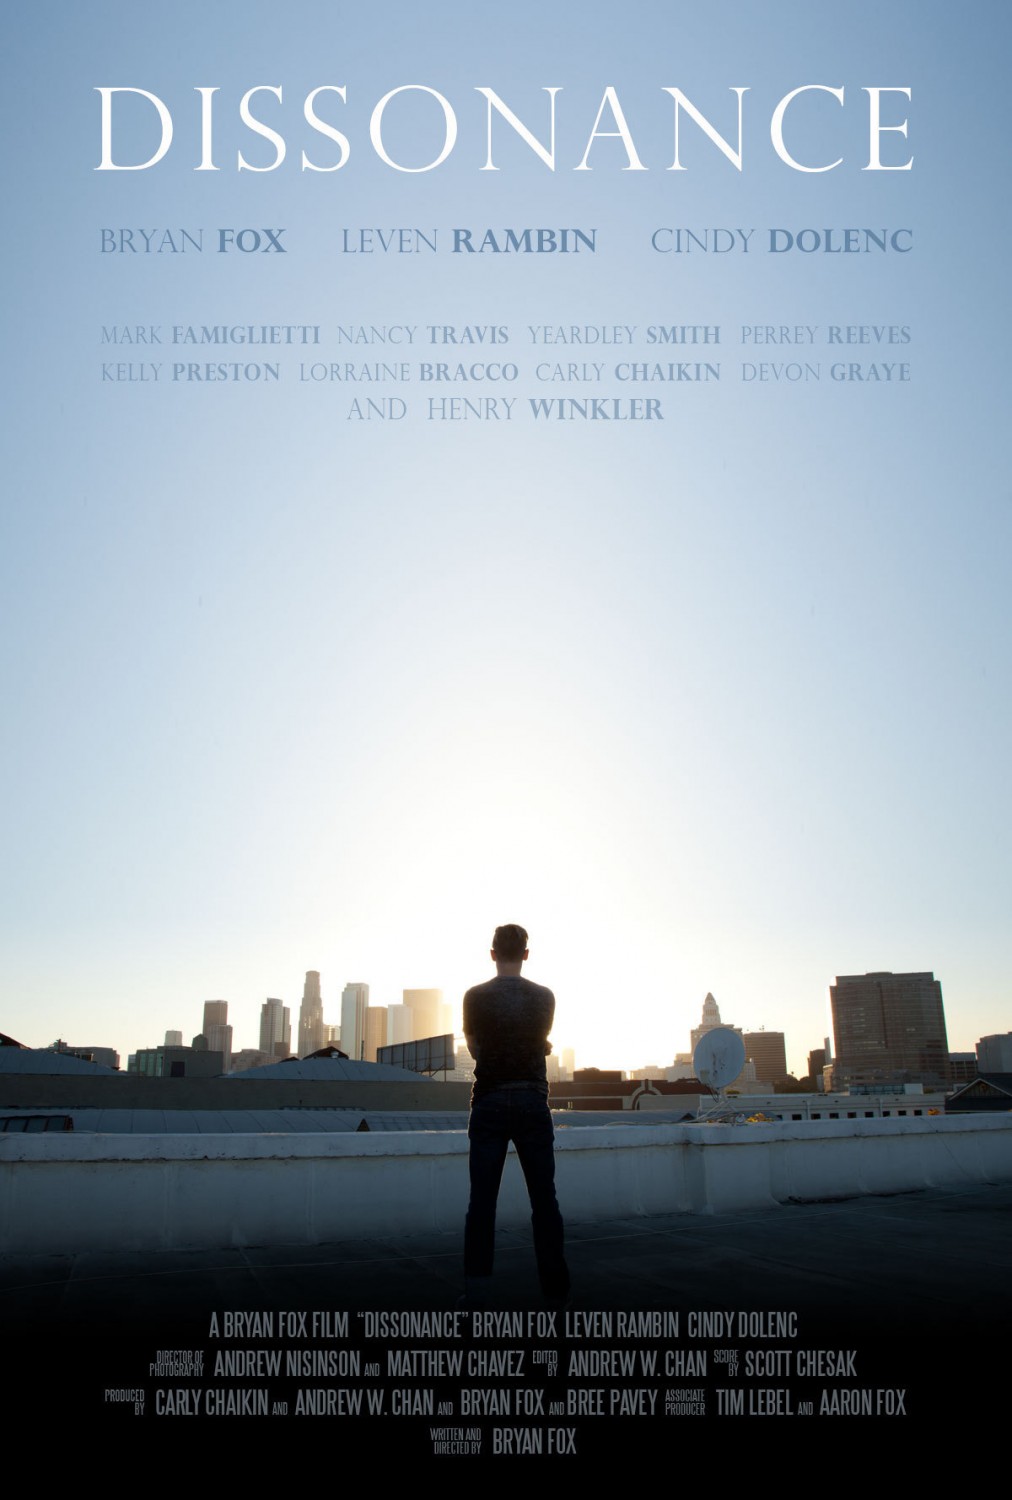 DISSONANCE
BRYAN FOX LEVEN RAMBIN CINDY DOLENC
MARK FAMIGLIETTI NANCY TRAVIS YEARDLEY SMITH PERREY REEVES
KELLY PRESTON LORRAINE BRACCO CARLY CHAIKIN DEVON GRAYE
AND HENRY WINKLER
A BRYAN FOX FILM "DISSONANCE" BRYAN FOX LEVEN RAMBIN CINDY DOLENC
DIRECTOR OF PHOTOGRAPHY ANDREW NISINSON AND MATTHEW CHAVEZ EDITED BY ANDREW W. CHAN SCORE BY SCOTT CHESAK
PRODUCED BY CARLY CHAIKIN AND ANDREW W. CHAN AND BRYAN FOX AND BREE PAVEY ASSOCIATE PRODUCER TIM LEBEL AND AARON FOX
WRITTEN AND DIRECTED BY BRYAN FOX